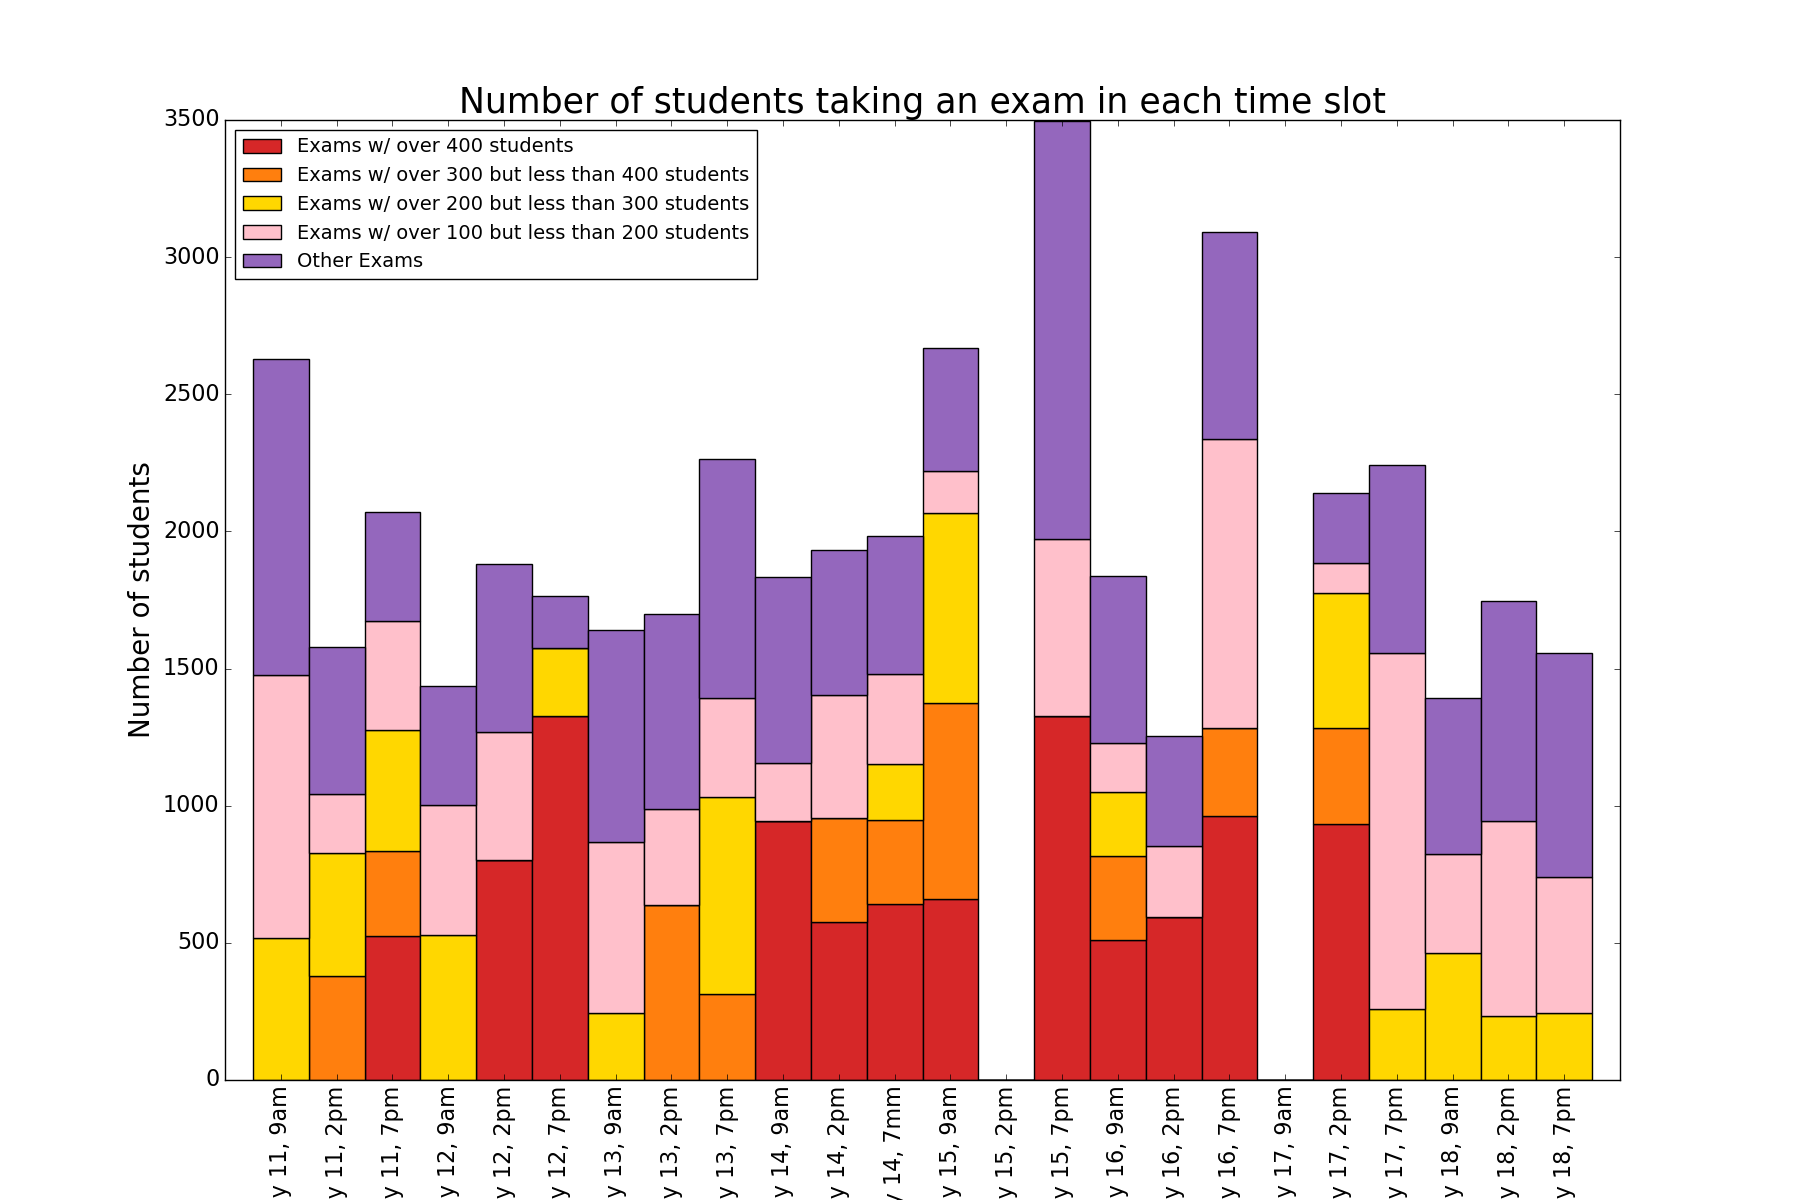 Number of students taking an exam in each time slot
Exams w/ over 400 students
Exams w/ over 300 but less than 400 students
Exams w/ over 200 but less than 300 students
Exams w/ over 100 but less than 200 students
Other Exams
3500
3000
2500
2000
1500
1000
500
0
Number of students
y 11, 9am
y 11, 2pm
y 11, 7pm
y 12, 9am
y 12, 2pm
y 12, 7pm
y 13, 9am
y 13, 2pm
y 13, 7pm
y 14, 9am
y 14, 2pm
y 14, 7mm
y 15, 9am
y 15, 2pm
y 15, 7pm
y 16, 9am
y 16, 2pm
y 16, 7pm
y 17, 9am
y 17, 2pm
y 17, 7pm
y 18, 9am
y 18, 2pm
y 18, 7pm